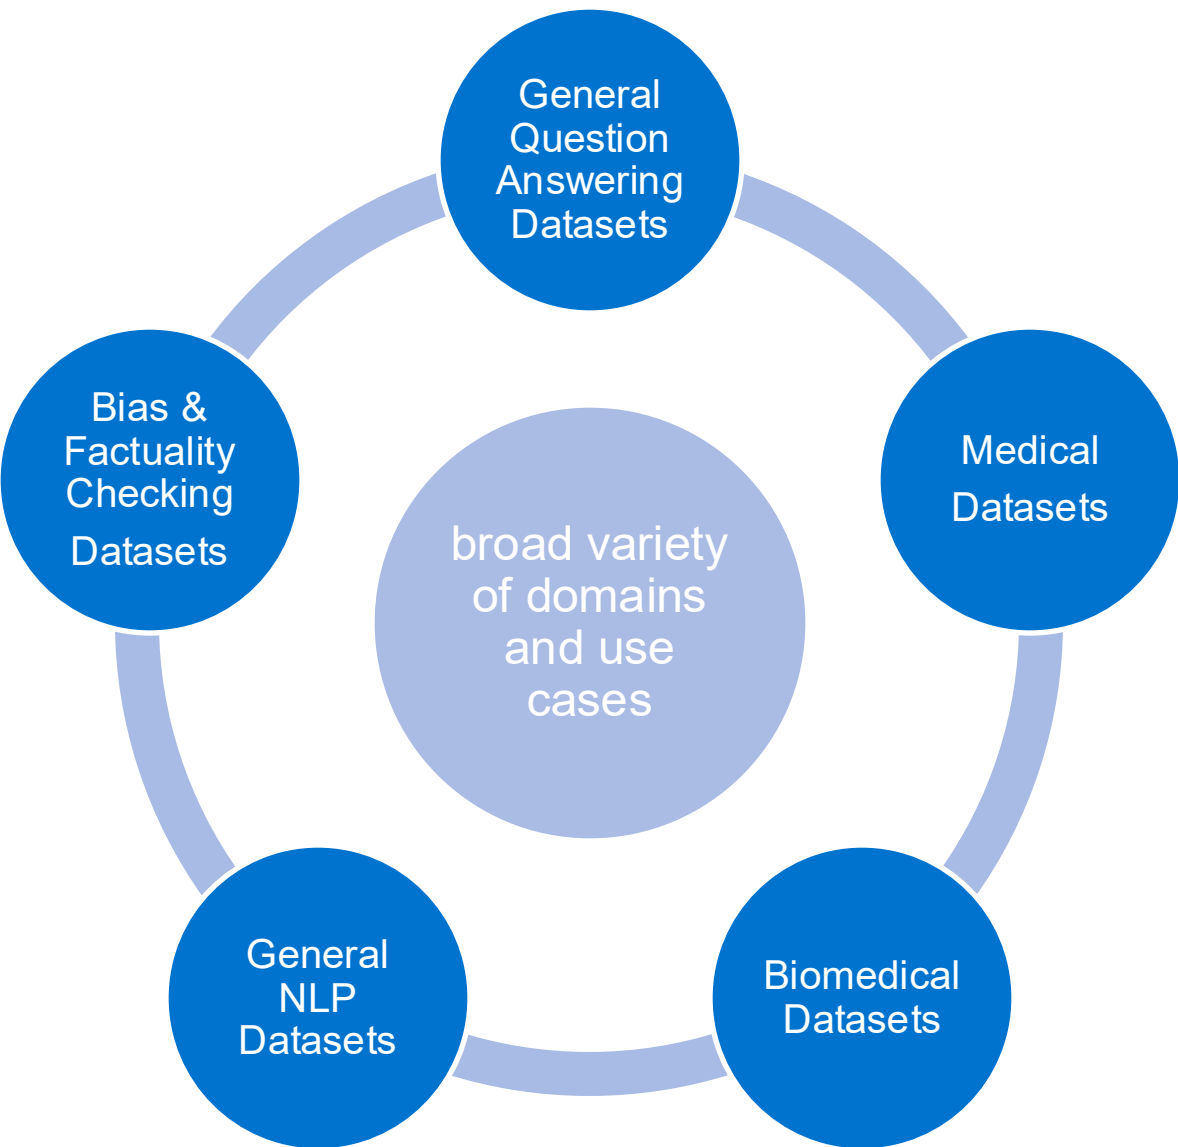 General
Question
Answering
Datasets
Bias &
Factuality
Checking
Datasets
Medical
Datasets
broad variety
of domains
and use
cases
General
NLP
Datasets
Biomedical
Datasets